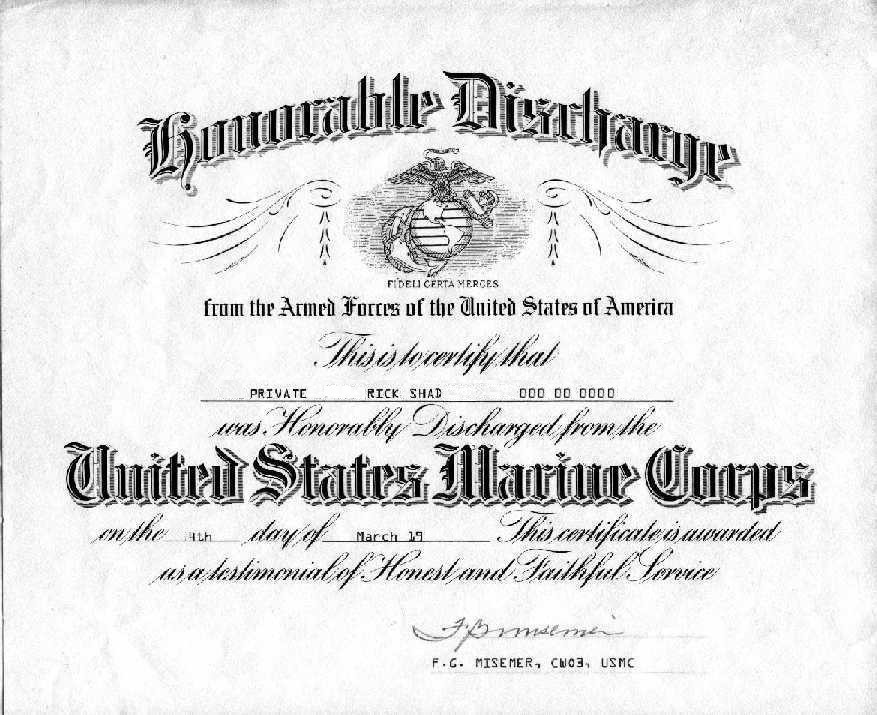 Honorable Discharge
FIDELI CERTA MERCES
from the Armed Forces of the United States of America
This is to certify that
PRIVATE RICK SHAD 000 00 0000
was Honorably Discharged from the
United States Marine Corps
on the 4th day of March 19 This certificate is awarded
as a testimonial of Honest and Faithful Service
F.G. Misemer
F.G. MISEMER, CWO3, USMC